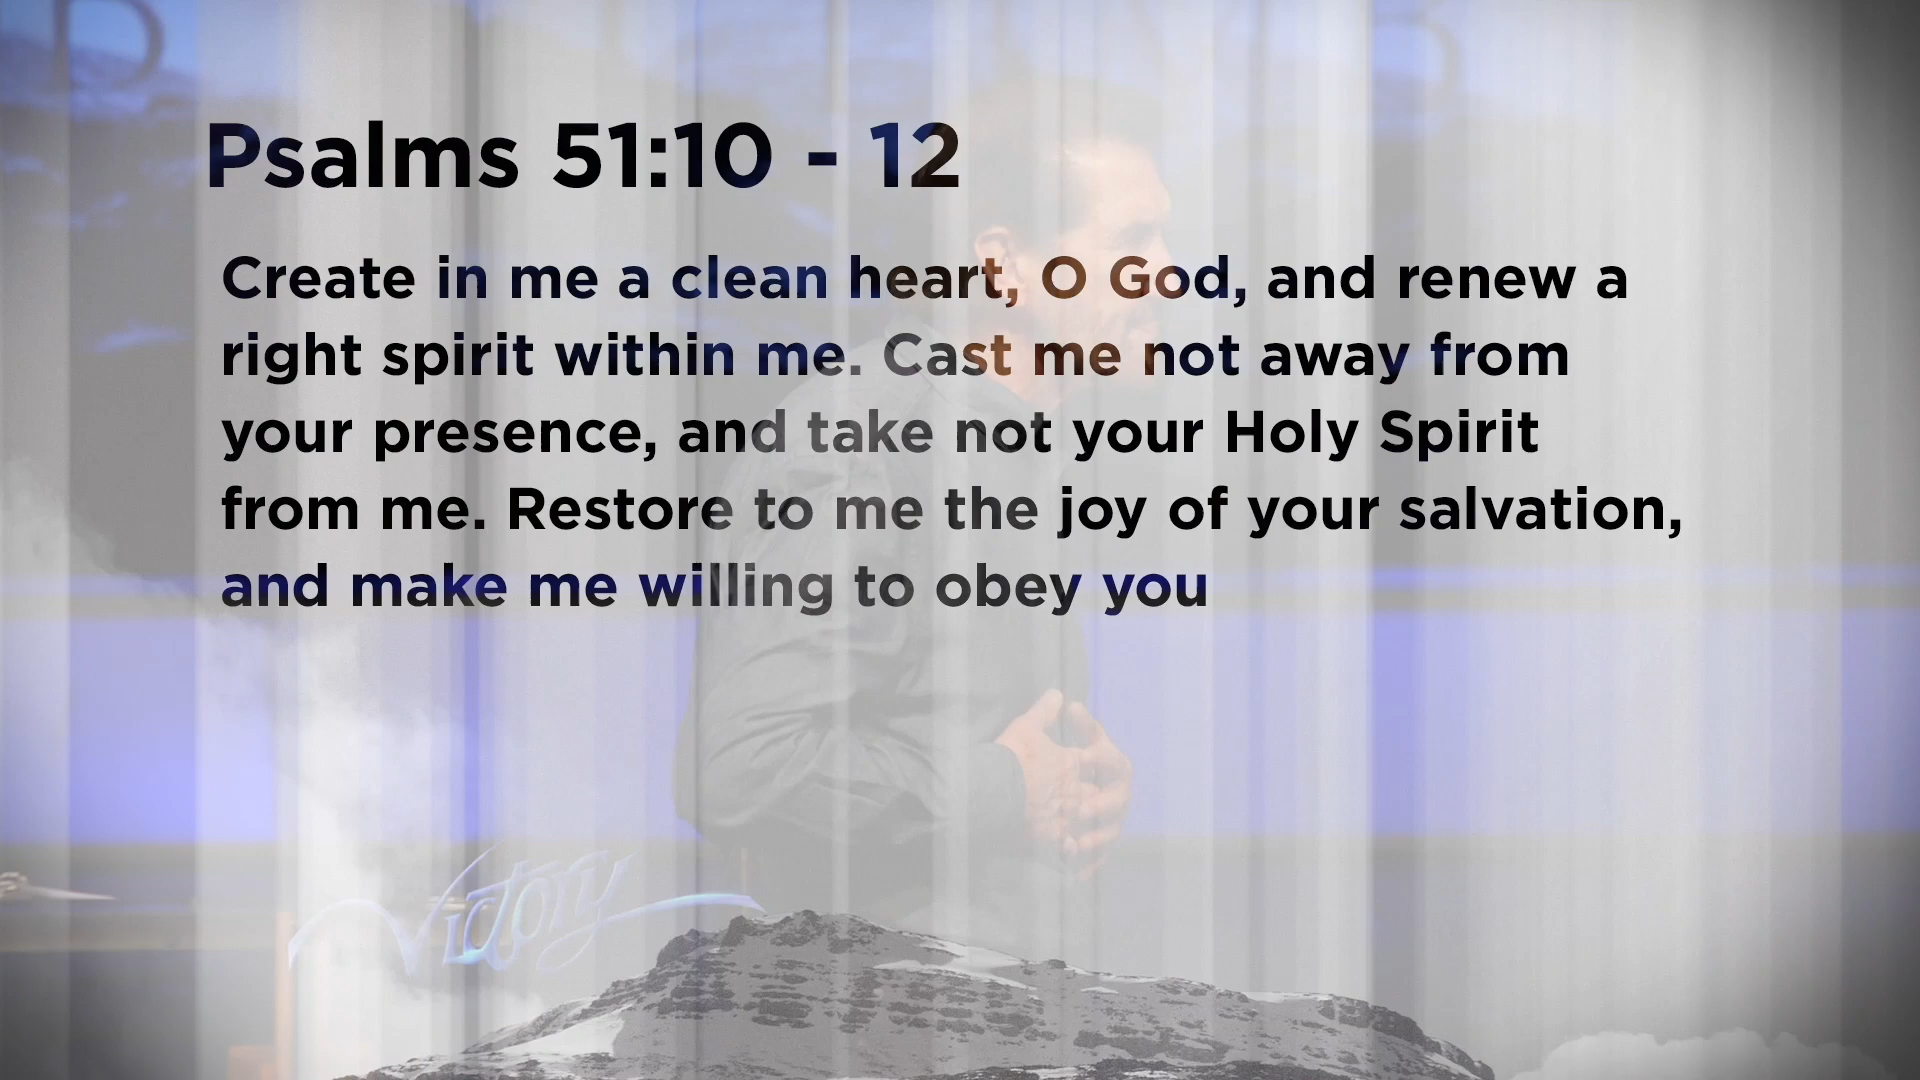 Psalms 51:10 - 12
Create in me a clean heart, O God, and renew a
right spirit within me. Cast me not away from
your presence, and take not your Holy Spirit
from me. Restore to me the joy of your salvation,
and make me willing to obey you
Victory